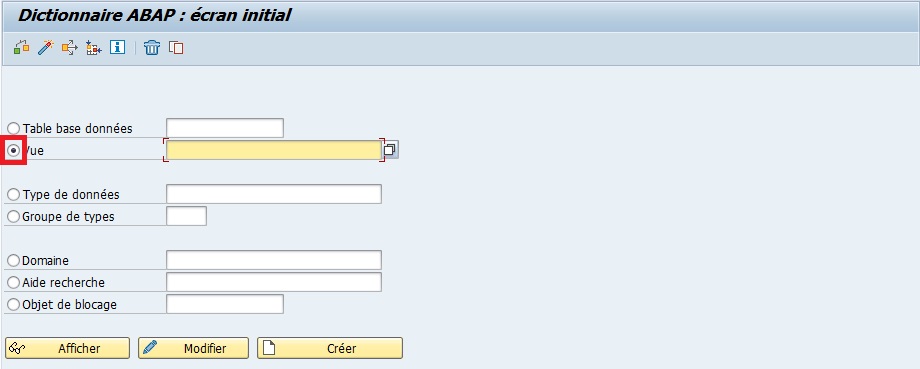 Dictionnaire ABAP : écran initial
Table base données
Vue
Type de données
Groupe de types
Domaine
Aide recherche
Objet de blocage
Afficher Modifier Créer